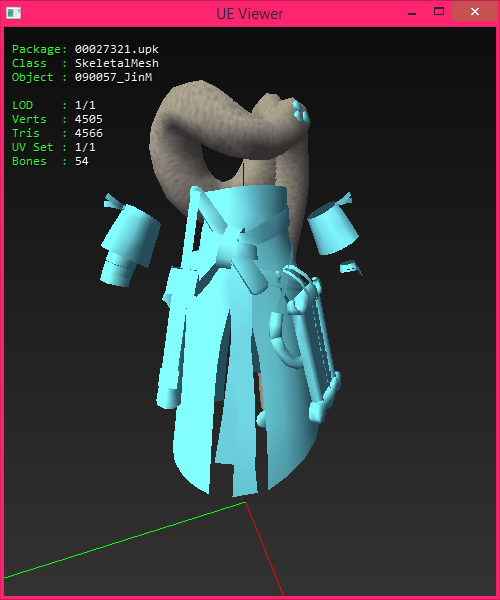 UE Viewer
Package: 00027321.upk
Class  : SkeletalMesh
Object : 090057_JinM
LOD    : 1/1
Verts  : 4505
Tris   : 4566
UV Set : 1/1
Bones  : 54